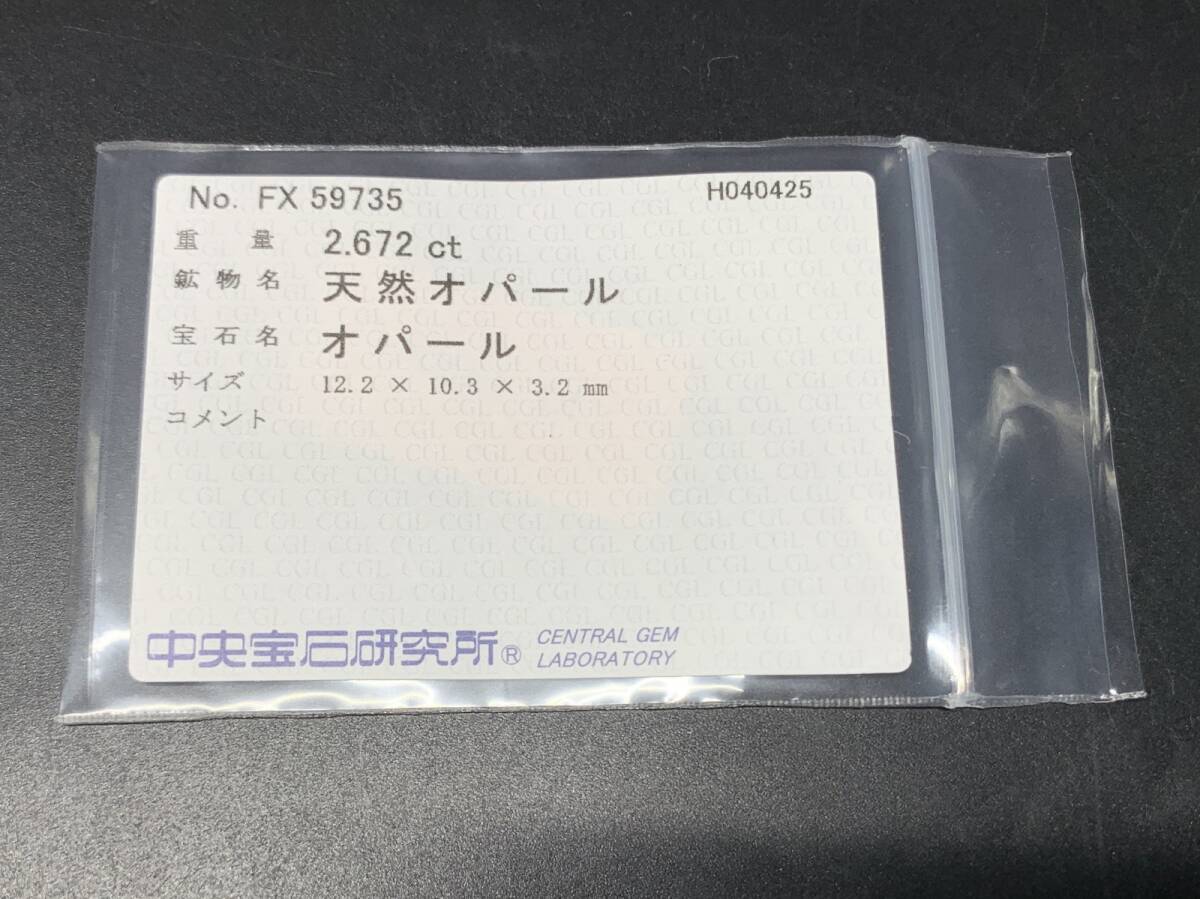 No. FX 59735 H040425
重量 2.672 ct
鉱物名 天然オパール
宝石名 オパール
サイズ 12.2 × 10.3 × 3.2 mm
コメント
中央宝石研究所® CENTRAL GEM
LABORATORY